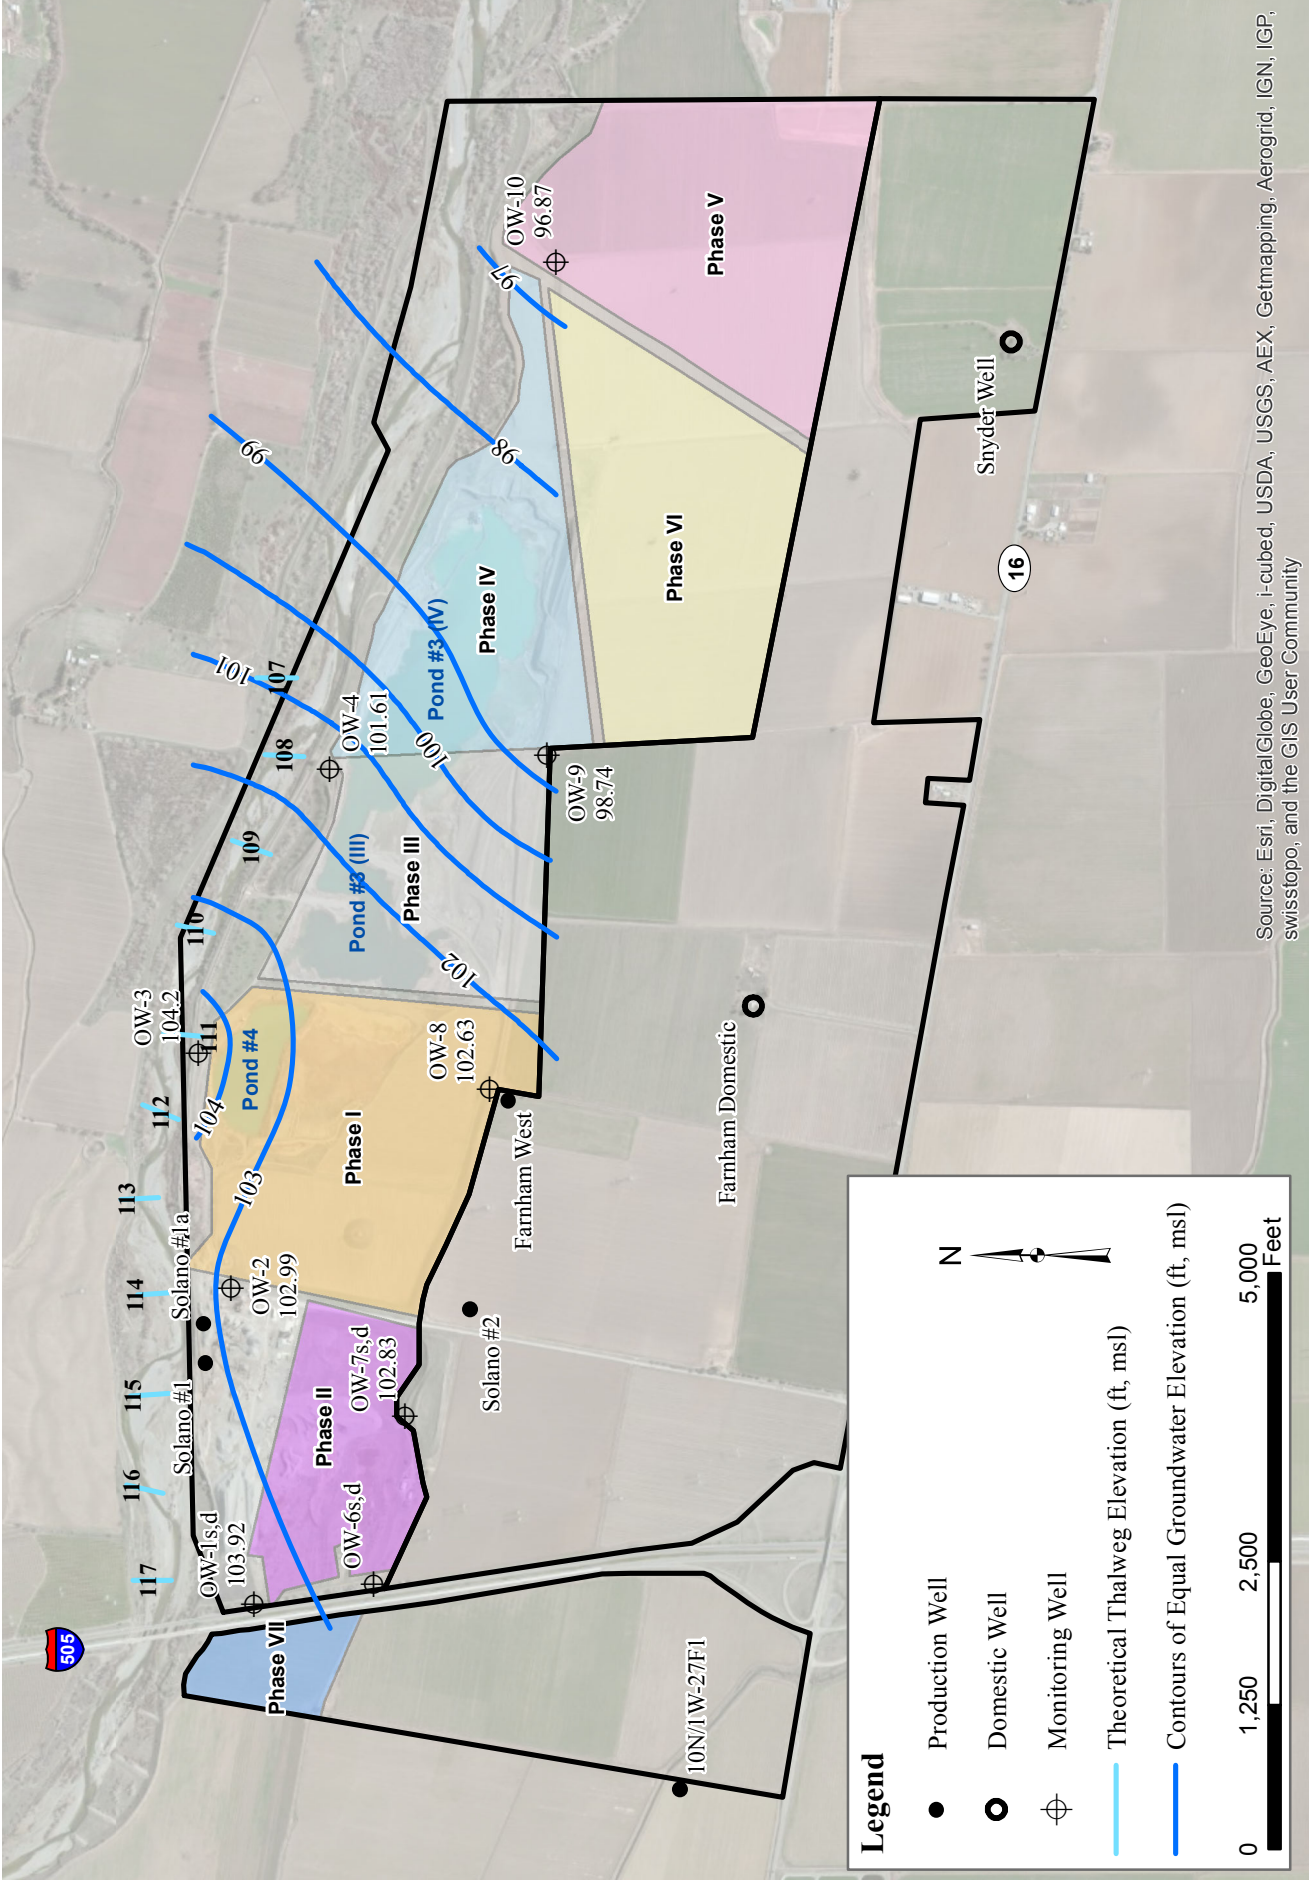 505
117
116
115
114
113
112
111
110
109
108
107
OW-1s,d
103.92
Solano #1
Solano #1a
OW-2
102.99
OW-3
104.2
OW-4
101.61
OW-6s,d
OW-7s,d
102.83
OW-8
102.63
OW-9
98.74
OW-10
96.87
104
103
102
101
100
99
98
97
Phase VII
Phase II
Phase I
Pond #4
Pond #3 (III)
Phase III
Pond #3 (IV)
Phase IV
Phase VI
Phase V
Solano #2
Farnham West
Farnham Domestic
Snyder Well
16
10N/1W-27F1
Legend
Production Well
Domestic Well
Monitoring Well
Theoretical Thalweg Elevation (ft, msl)
Contours of Equal Groundwater Elevation (ft, msl)
N
0 1,250 2,500 5,000
Feet
Source: Esri, DigitalGlobe, GeoEye, i-cubed, USDA, USGS, AEX, Getmapping, Aerogrid, IGN, IGP,
swisstopo, and the GIS User Community